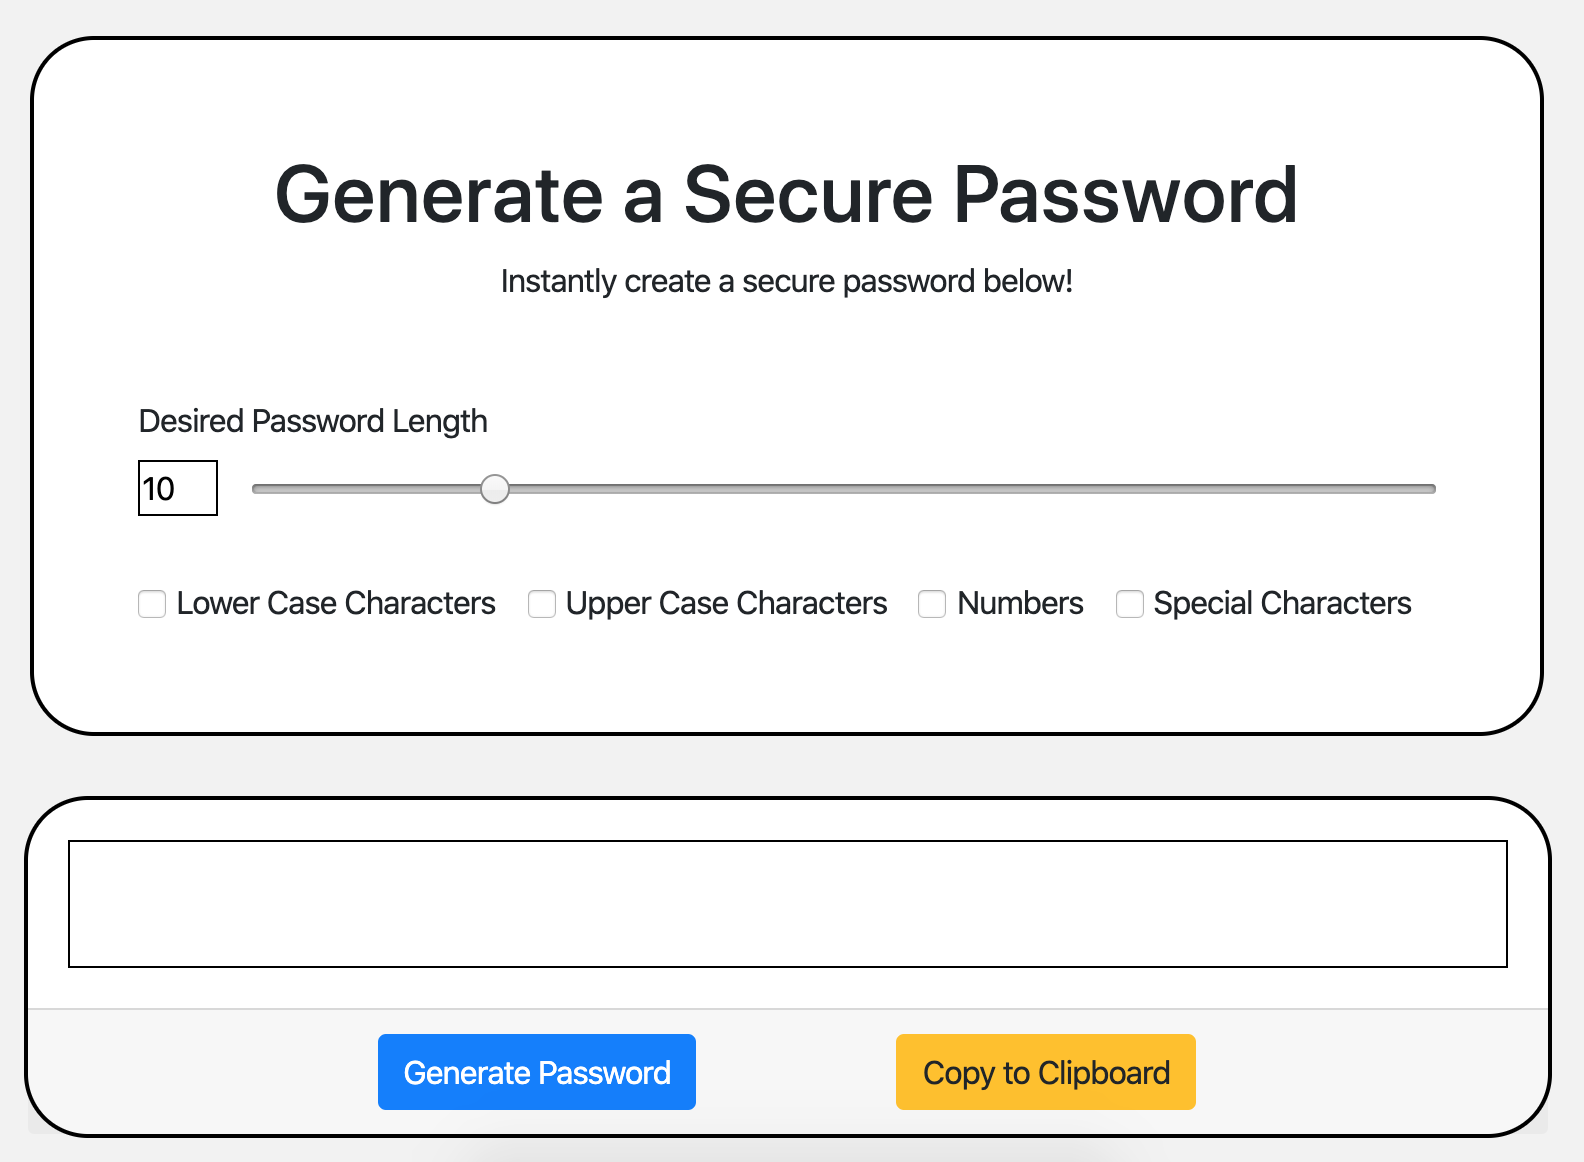 Generate a Secure Password
Instantly create a secure password below!
Desired Password Length
10
Lower Case Characters Upper Case Characters Numbers Special Characters
Generate Password Copy to Clipboard